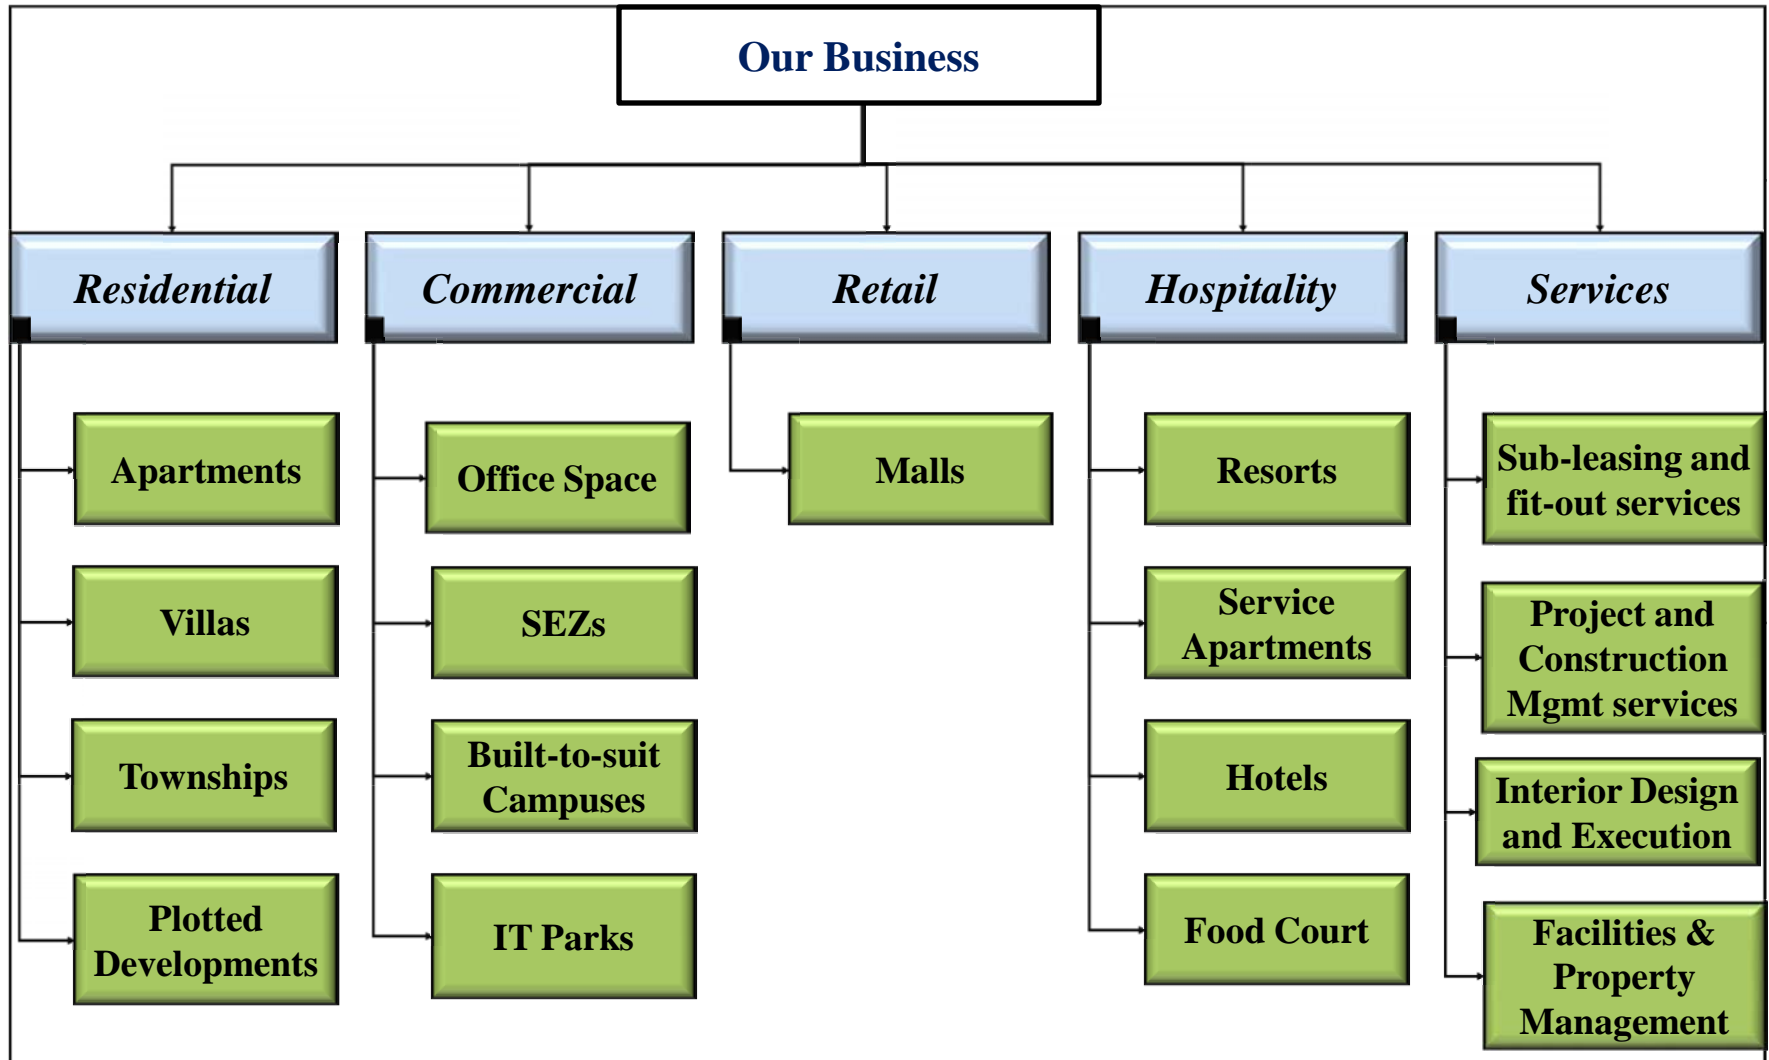 Our Business
Residential
Commercial
Retail
Hospitality
Services
Apartments
Villas
Townships
Plotted
Developments
Office Space
SEZs
Built-to-suit
Campuses
IT Parks
Malls
Resorts
Service
Apartments
Hotels
Food Court
Sub-leasing and
fit-out services
Project and
Construction
Mgmt services
Interior Design
and Execution
Facilities &
Property
Management